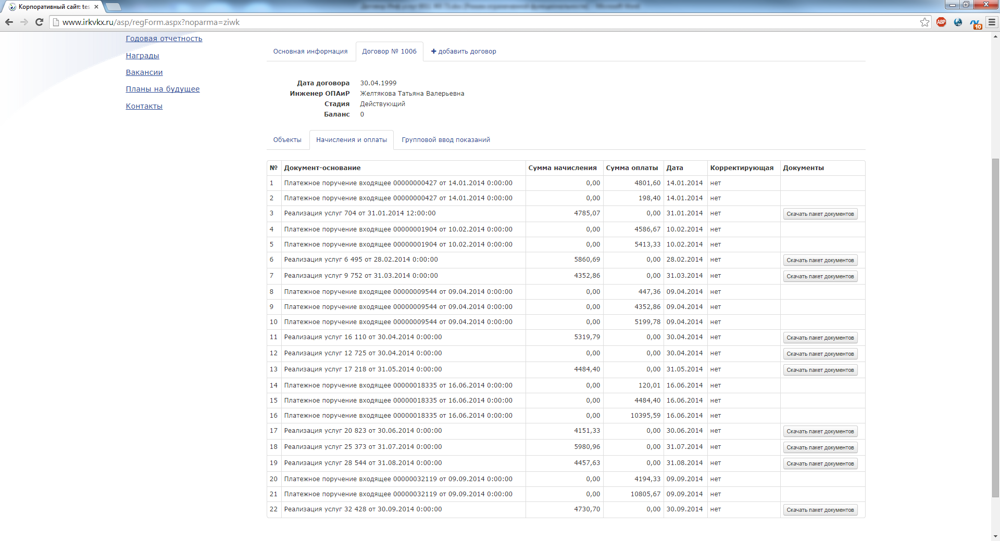 Корпоративный сайт: tes
www.irkvkx.ru/asp/regForm.aspx?noparma=ziwk
ABP
10
Годовая отчетность
Награды
Вакансии
Планы на будущее
Контакты
Основная информация Договор № 1006 + добавить договор
Дата договора 30.04.1999
Инженер ОПАиР Желтякова Татьяна Валерьевна
Стадия Действующий
Баланс 0
Объекты Начисления и оплаты Групповой ввод показаний
№ Документ-основание Сумма начисления Сумма оплаты Дата Корректирующая Документы
1 Платежное поручение входящее 00000000427 от 14.01.2014 0:00:00 0,00 4801,60 14.01.2014 нет
2 Платежное поручение входящее 00000000427 от 14.01.2014 0:00:00 0,00 198,40 14.01.2014 нет
3 Реализация услуг 704 от 31.01.2014 12:00:00 4785,07 0,00 31.01.2014 нет Скачать пакет документов
4 Платежное поручение входящее 00000001904 от 10.02.2014 0:00:00 0,00 4586,67 10.02.2014 нет
5 Платежное поручение входящее 00000001904 от 10.02.2014 0:00:00 0,00 5413,33 10.02.2014 нет
6 Реализация услуг 6 495 от 28.02.2014 0:00:00 5860,69 0,00 28.02.2014 нет Скачать пакет документов
7 Реализация услуг 9 752 от 31.03.2014 0:00:00 4352,86 0,00 31.03.2014 нет Скачать пакет документов
8 Платежное поручение входящее 00000009544 от 09.04.2014 0:00:00 0,00 447,36 09.04.2014 нет
9 Платежное поручение входящее 00000009544 от 09.04.2014 0:00:00 0,00 4352,86 09.04.2014 нет
10 Платежное поручение входящее 00000009544 от 09.04.2014 0:00:00 0,00 5199,78 09.04.2014 нет
11 Реализация услуг 16 110 от 30.04.2014 0:00:00 5319,79 0,00 30.04.2014 нет Скачать пакет документов
12 Реализация услуг 12 725 от 30.04.2014 0:00:00 0,00 0,00 30.04.2014 нет Скачать пакет документов
13 Реализация услуг 17 218 от 31.05.2014 0:00:00 4484,40 0,00 31.05.2014 нет Скачать пакет документов
14 Платежное поручение входящее 00000018335 от 16.06.2014 0:00:00 0,00 120,01 16.06.2014 нет
15 Платежное поручение входящее 00000018335 от 16.06.2014 0:00:00 0,00 4484,40 16.06.2014 нет
16 Платежное поручение входящее 00000018335 от 16.06.2014 0:00:00 0,00 10395,59 16.06.2014 нет
17 Реализация услуг 20 823 от 30.06.2014 0:00:00 4151,33 0,00 30.06.2014 нет Скачать пакет документов
18 Реализация услуг 25 373 от 31.07.2014 0:00:00 5980,96 0,00 31.07.2014 нет Скачать пакет документов
19 Реализация услуг 28 544 от 31.08.2014 0:00:00 4457,63 0,00 31.08.2014 нет Скачать пакет документов
20 Платежное поручение входящее 00000032119 от 09.09.2014 0:00:00 0,00 4194,33 09.09.2014 нет
21 Платежное поручение входящее 00000032119 от 09.09.2014 0:00:00 0,00 10805,67 09.09.2014 нет
22 Реализация услуг 32 428 от 30.09.2014 0:00:00 4730,70 0,00 30.09.2014 нет Скачать пакет документов